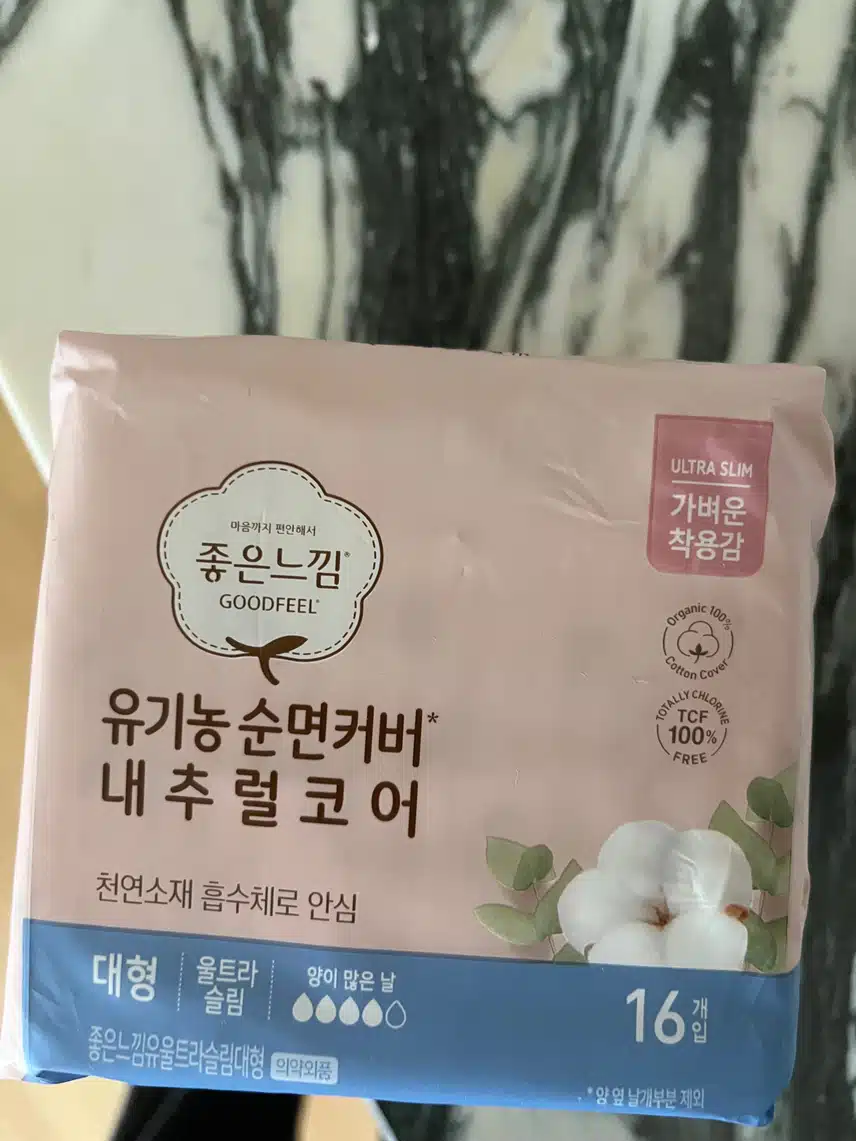 마음까지 편안해서
좋은느낌®
GOODFEEL®
유기농 순면커버*
내추럴코어
천연소재 흡수체로 안심
ULTRA SLIM
가벼운
착용감
Organic 100%
Cotton Cover
TOTALLY CHLORINE
TCF
100%
FREE
대형
울트라
슬림
양이 많은 날
16개입
좋은느낌유울트라슬림대형 의약외품
*양 옆 날개부분 제외